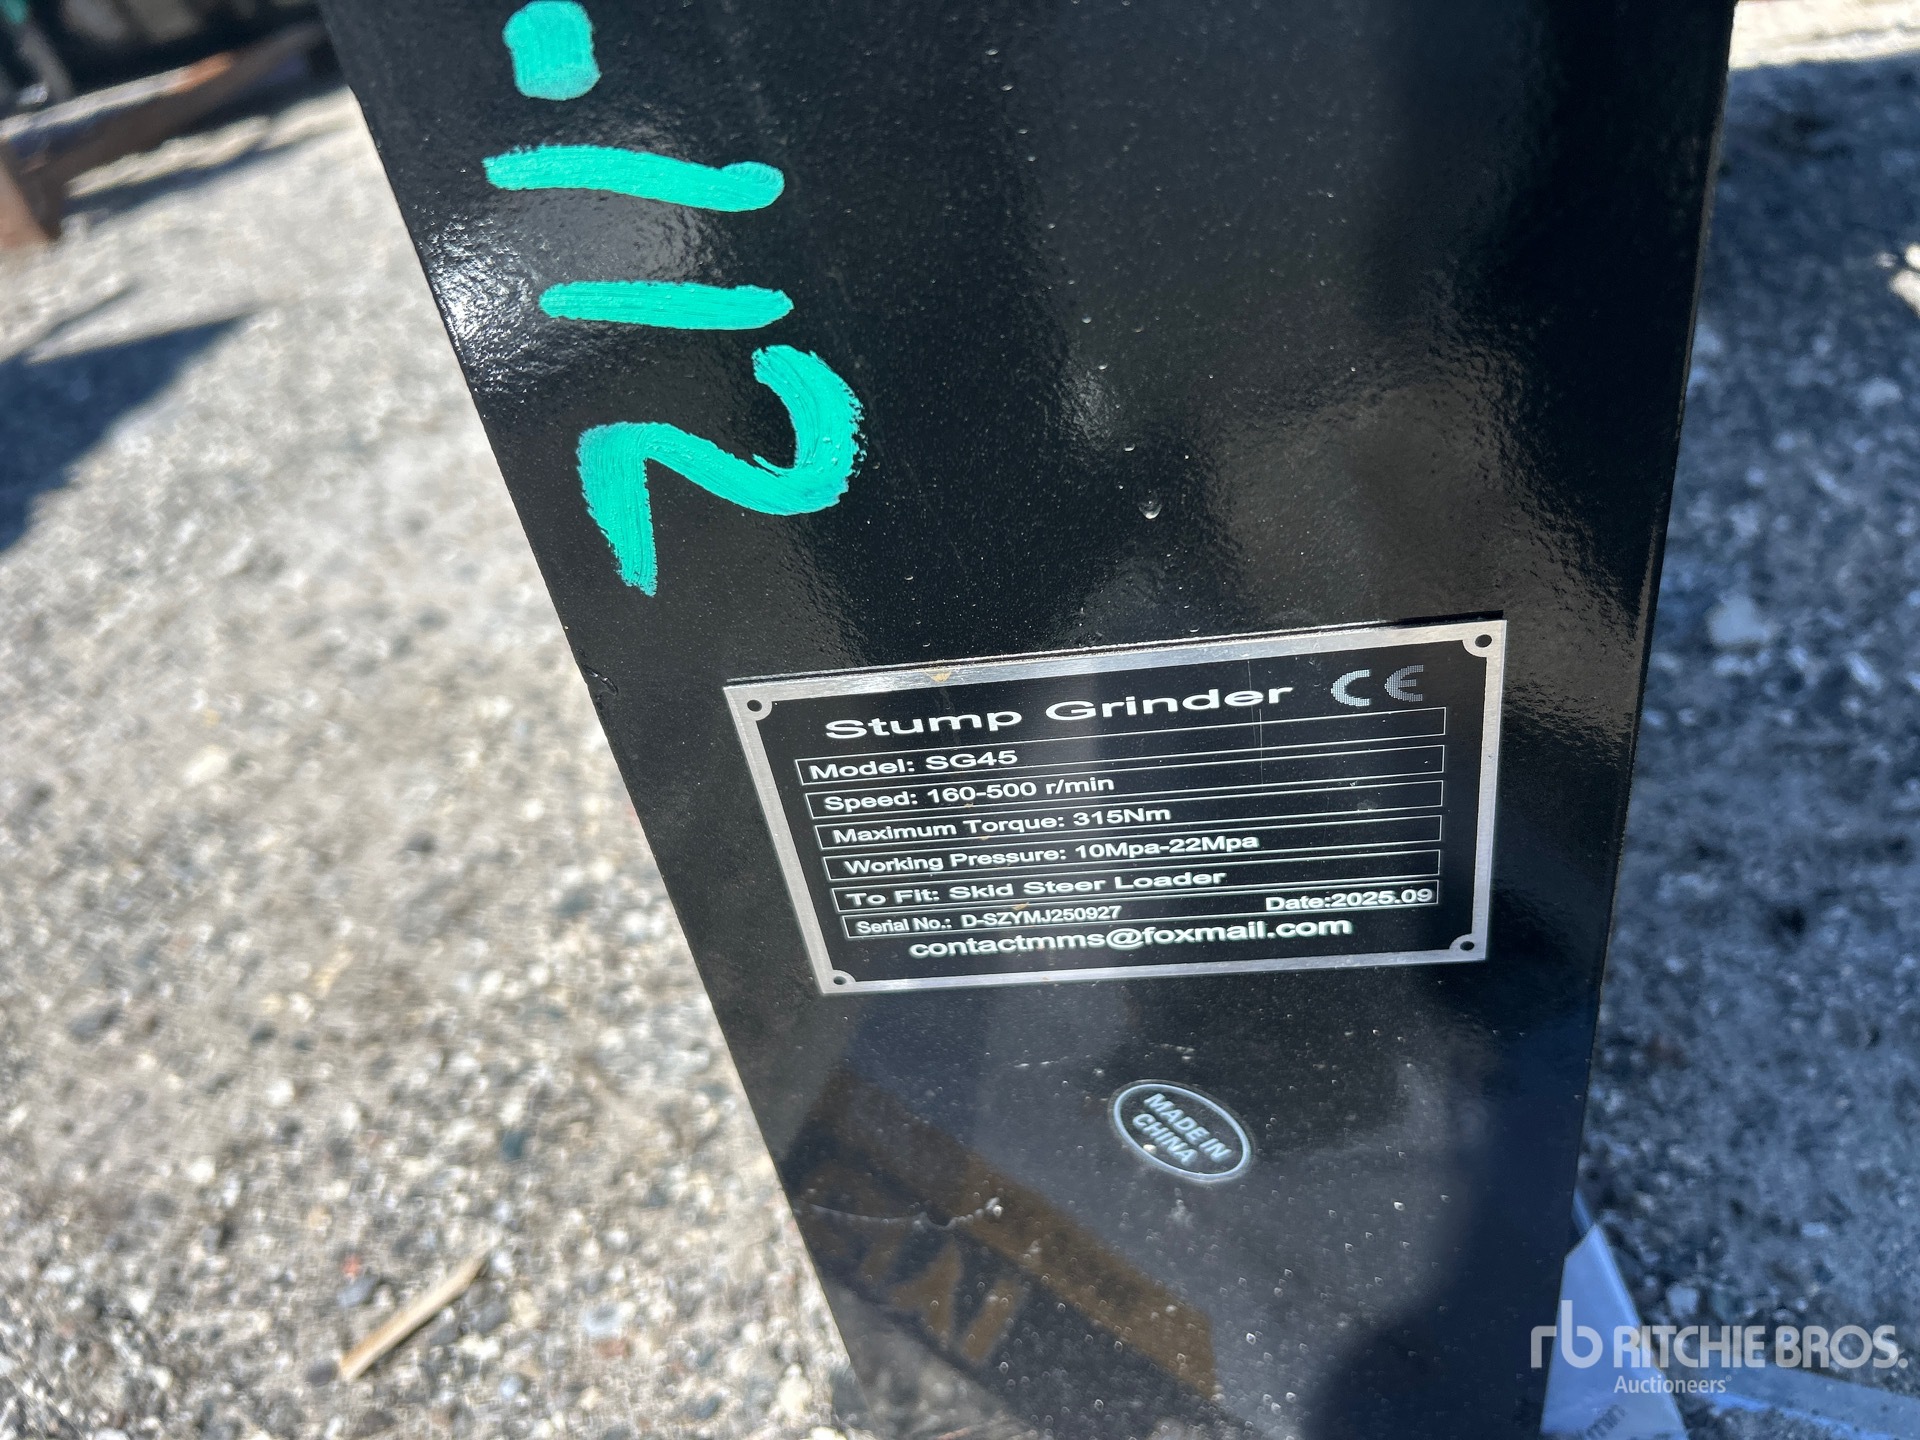 112
Stump Grinder CE
Model: SG45
Speed: 160-500 r/min
Maximum Torque: 315Nm
Working Pressure: 10Mpa-22Mpa
To Fit: Skid Steer Loader
Serial No.: D-SZYMJ250927 Date:2025.09
contactmms@foxmail.com
MADE IN
CHINA
rb RITCHIE BROS.
Auctioneers